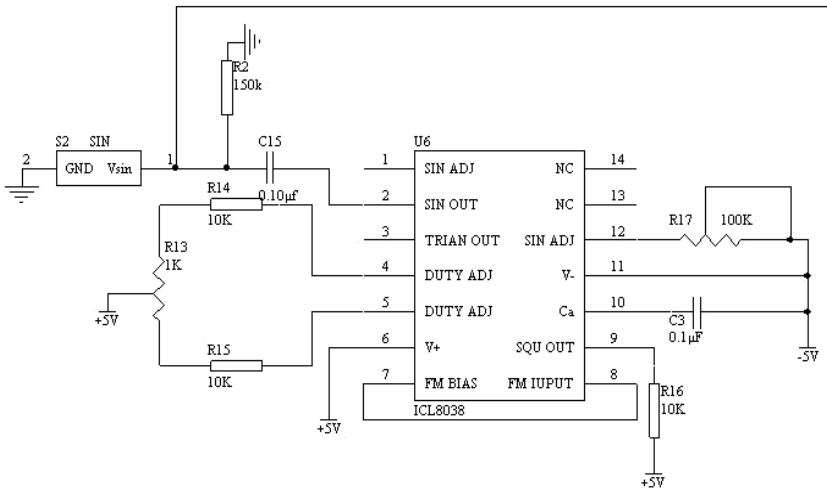 R2
150k
S2 SIN
2
GND Vsin
1
C15
0.10μf
U6
1 SIN ADJ NC 14
2 SIN OUT NC 13
3 TRIAN OUT SIN ADJ 12
4 DUTY ADJ V- 11
5 DUTY ADJ Ca 10
6 V+ SQU OUT 9
7 FM BIAS FM IUPUT 8
ICL8038
R14
10K
R13
1K
+5V
R15
10K
+5V
R17 100K
C3
0.1μF
-5V
R16
10K
+5V